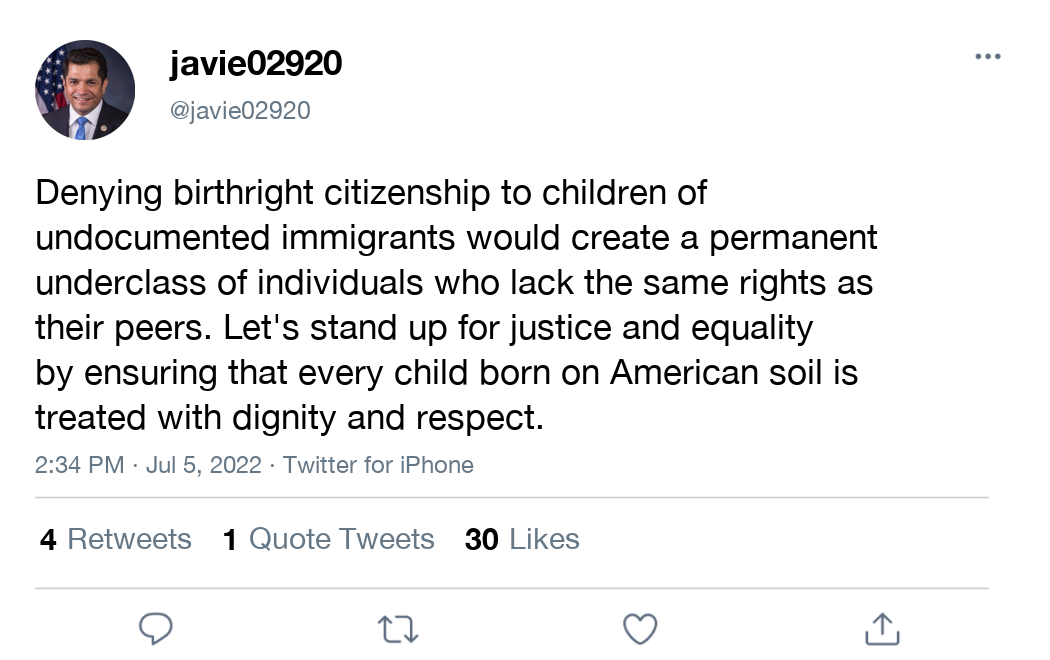 javie02920
@javie02920
Denying birthright citizenship to children of
undocumented immigrants would create a permanent
underclass of individuals who lack the same rights as
their peers. Let's stand up for justice and equality
by ensuring that every child born on American soil is
treated with dignity and respect.
2:34 PM · Jul 5, 2022 · Twitter for iPhone
4 Retweets 1 Quote Tweets 30 Likes